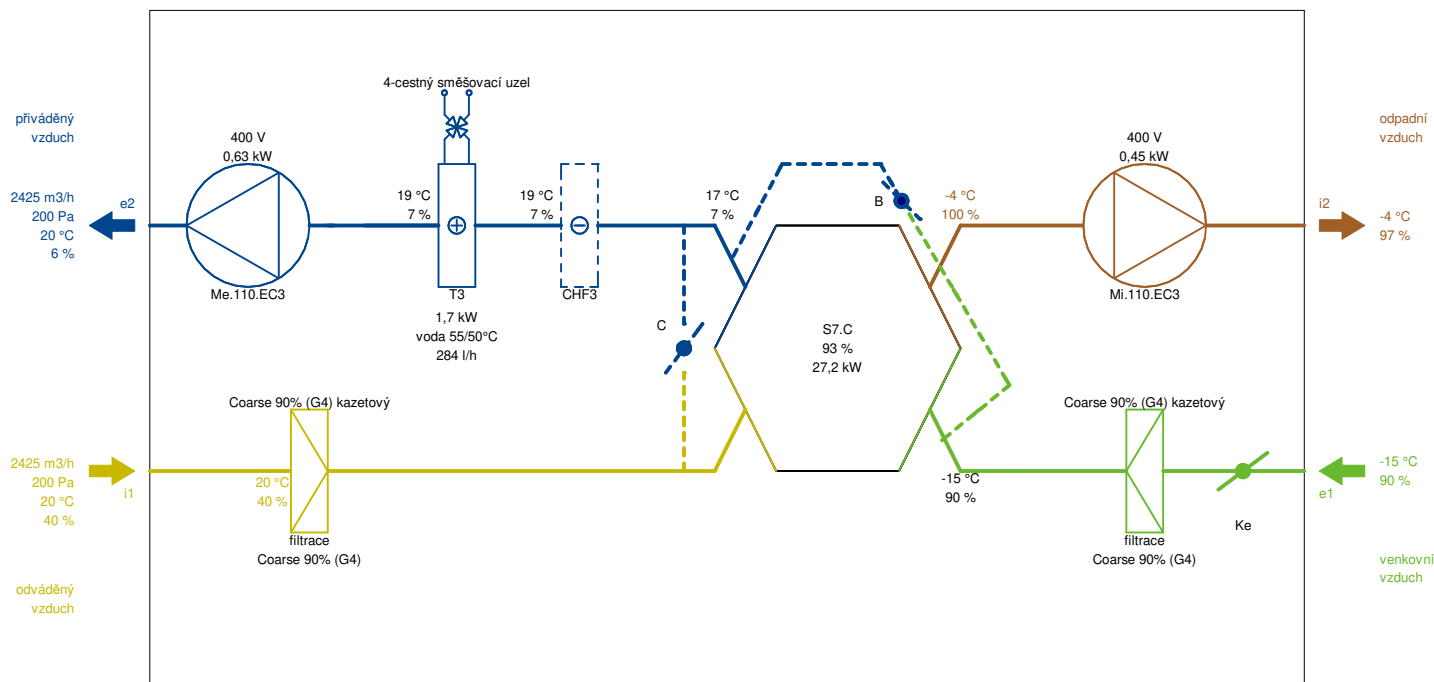 4-cestný směšovací uzel
přiváděný
vzduch
400 V
0,63 kW
400 V
0,45 kW
odpadní
vzduch
2425 m3/h
200 Pa
20 °C
6 %
e2
19 °C
7 %
19 °C
7 %
17 °C
7 %
B
-4 °C
100 %
i2
-4 °C
97 %
Me.110.EC3
T3
CHF3
Mi.110.EC3
1,7 kW
voda 55/50°C
284 l/h
C
S7.C
93 %
27,2 kW
Coarse 90% (G4) kazetový
Coarse 90% (G4) kazetový
2425 m3/h
200 Pa
20 °C
40 %
i1
20 °C
40 %
-15 °C
90 %
-15 °C
90 %
e1
Ke
filtrace
Coarse 90% (G4)
filtrace
Coarse 90% (G4)
odváděný
vzduch
venkovní
vzduch